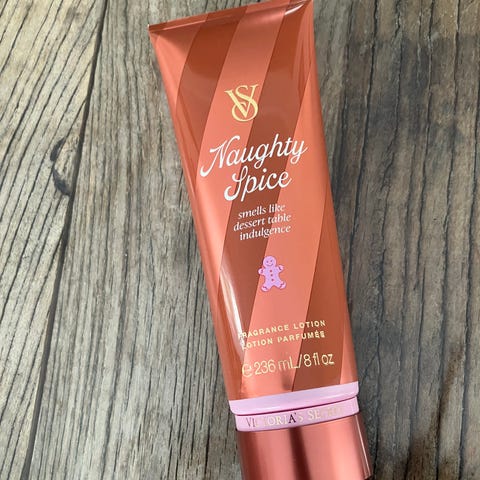 VS
Naughty
Spice
smells like
dessert table
indulgence
FRAGRANCE LOTION
LOTION PARFUMÉE
℮ 236 mL/8 fl oz
VICTORIA'S SECRET